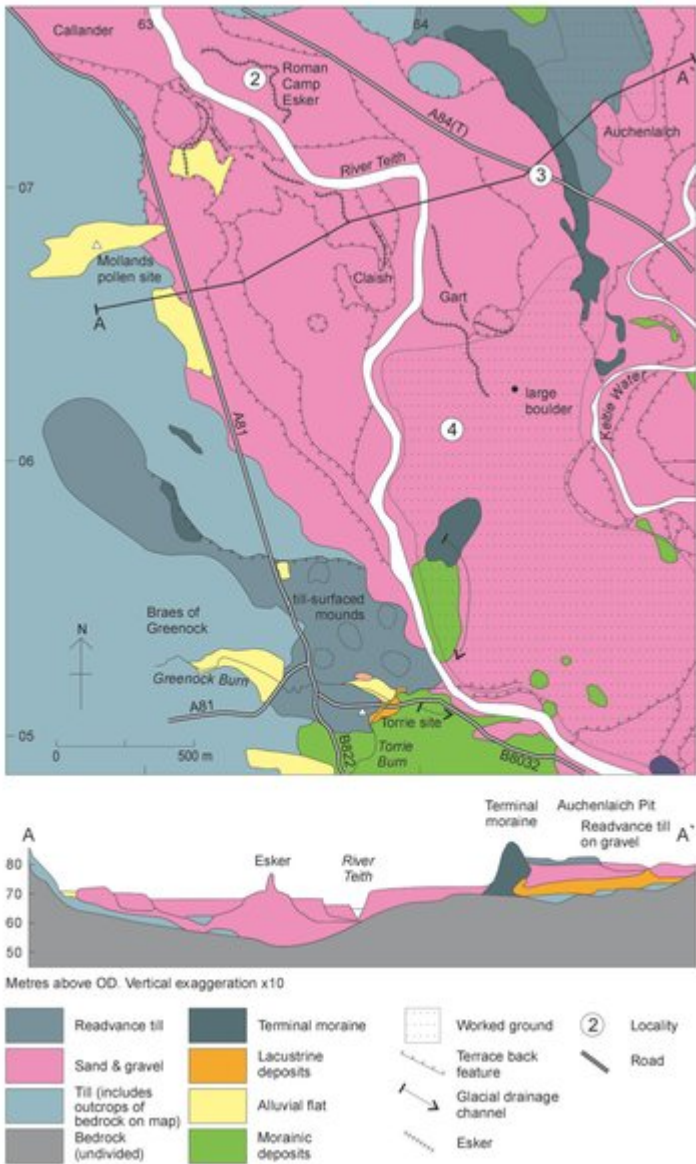 Callander
63
64
A'
2
Roman
Camp
Esker
A84(T)
Auchenlaich
River Teith
3
07
Mollands
pollen site
Claish
Gart
A
large
boulder
Keltie Water
A81
4
06
till-surfaced
mounds
Braes of
Greenock
N
Greenock Burn
A81
Torrie site
05
0
500 m
B822
Torrie
Burn
B8032
Terminal
moraine
Auchenlaich Pit
Readvance till
on gravel
A
A'
Esker
River
Teith
80
70
60
50
Metres above OD. Vertical exaggeration x10
Readvance till
Terminal moraine
Worked ground
2
Locality
Sand & gravel
Lacustrine
deposits
Terrace back
feature
Road
Till (includes
outcrops of
bedrock on map)
Alluvial flat
Glacial drainage
channel
Bedrock
(undivided)
Morainic
deposits
Esker